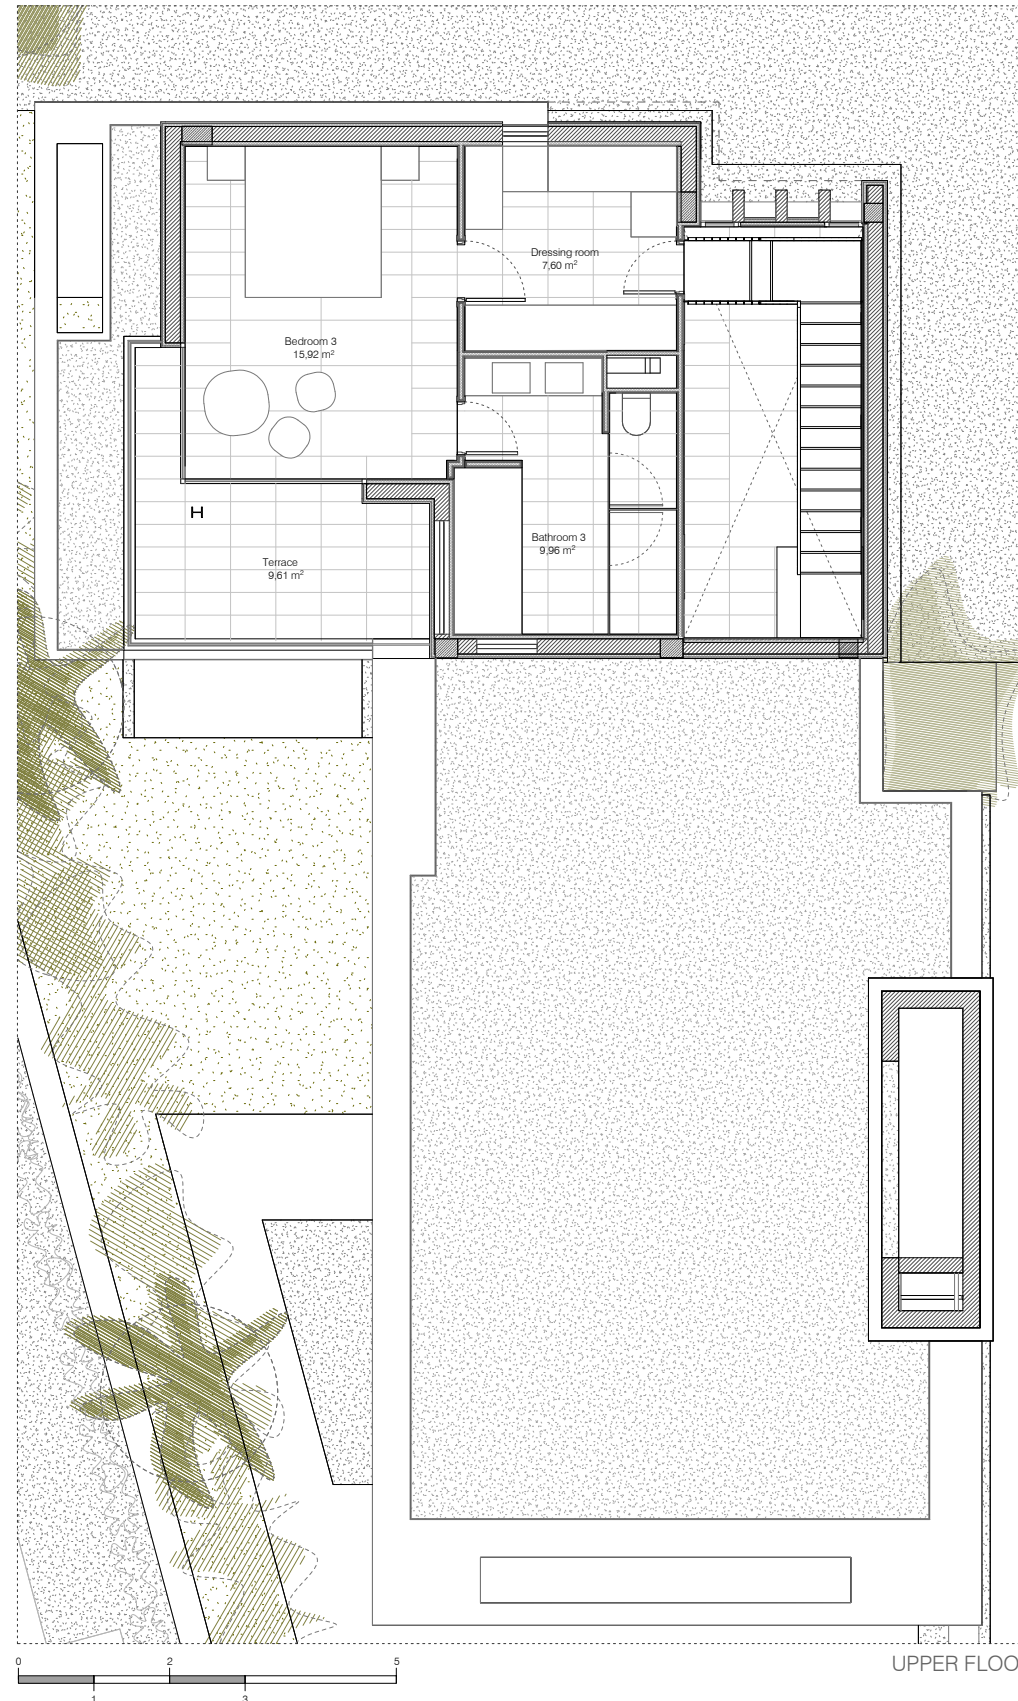 Dressing room
7,60 m²
Bedroom 3
15,92 m²
Bathroom 3
9,96 m²
Terrace
9,61 m²
H
0 2 5
1 3
UPPER FLOO